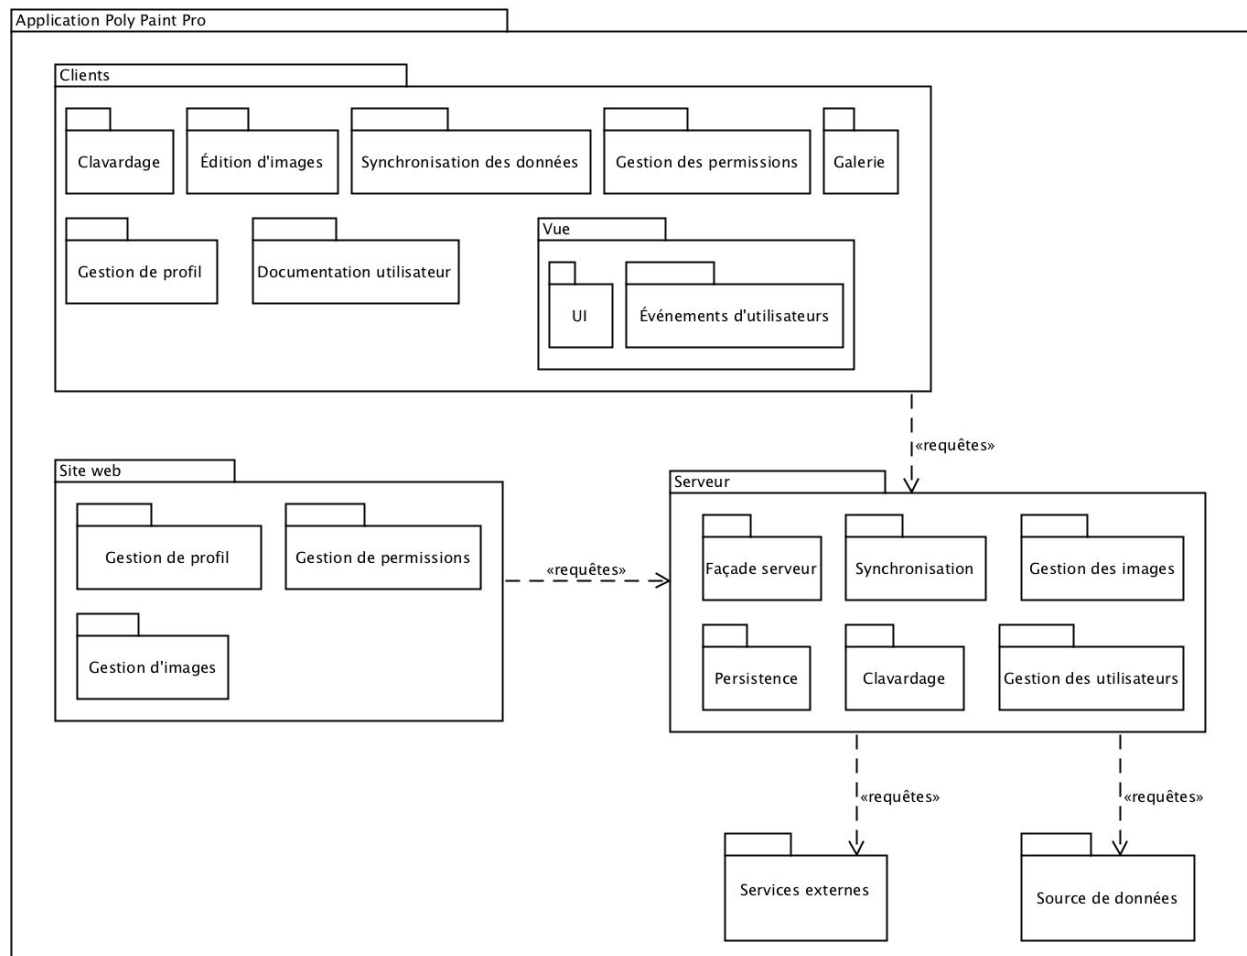 Application Poly Paint Pro
Clients
Clavardage
Édition d'images
Synchronisation des données
Gestion des permissions
Galerie
Gestion de profil
Documentation utilisateur
Vue
UI
Événements d'utilisateurs
«requêtes»
Site web
Gestion de profil
Gestion de permissions
Gestion d'images
«requêtes»
Serveur
Façade serveur
Synchronisation
Gestion des images
Persistence
Clavardage
Gestion des utilisateurs
«requêtes»
«requêtes»
Services externes
Source de données